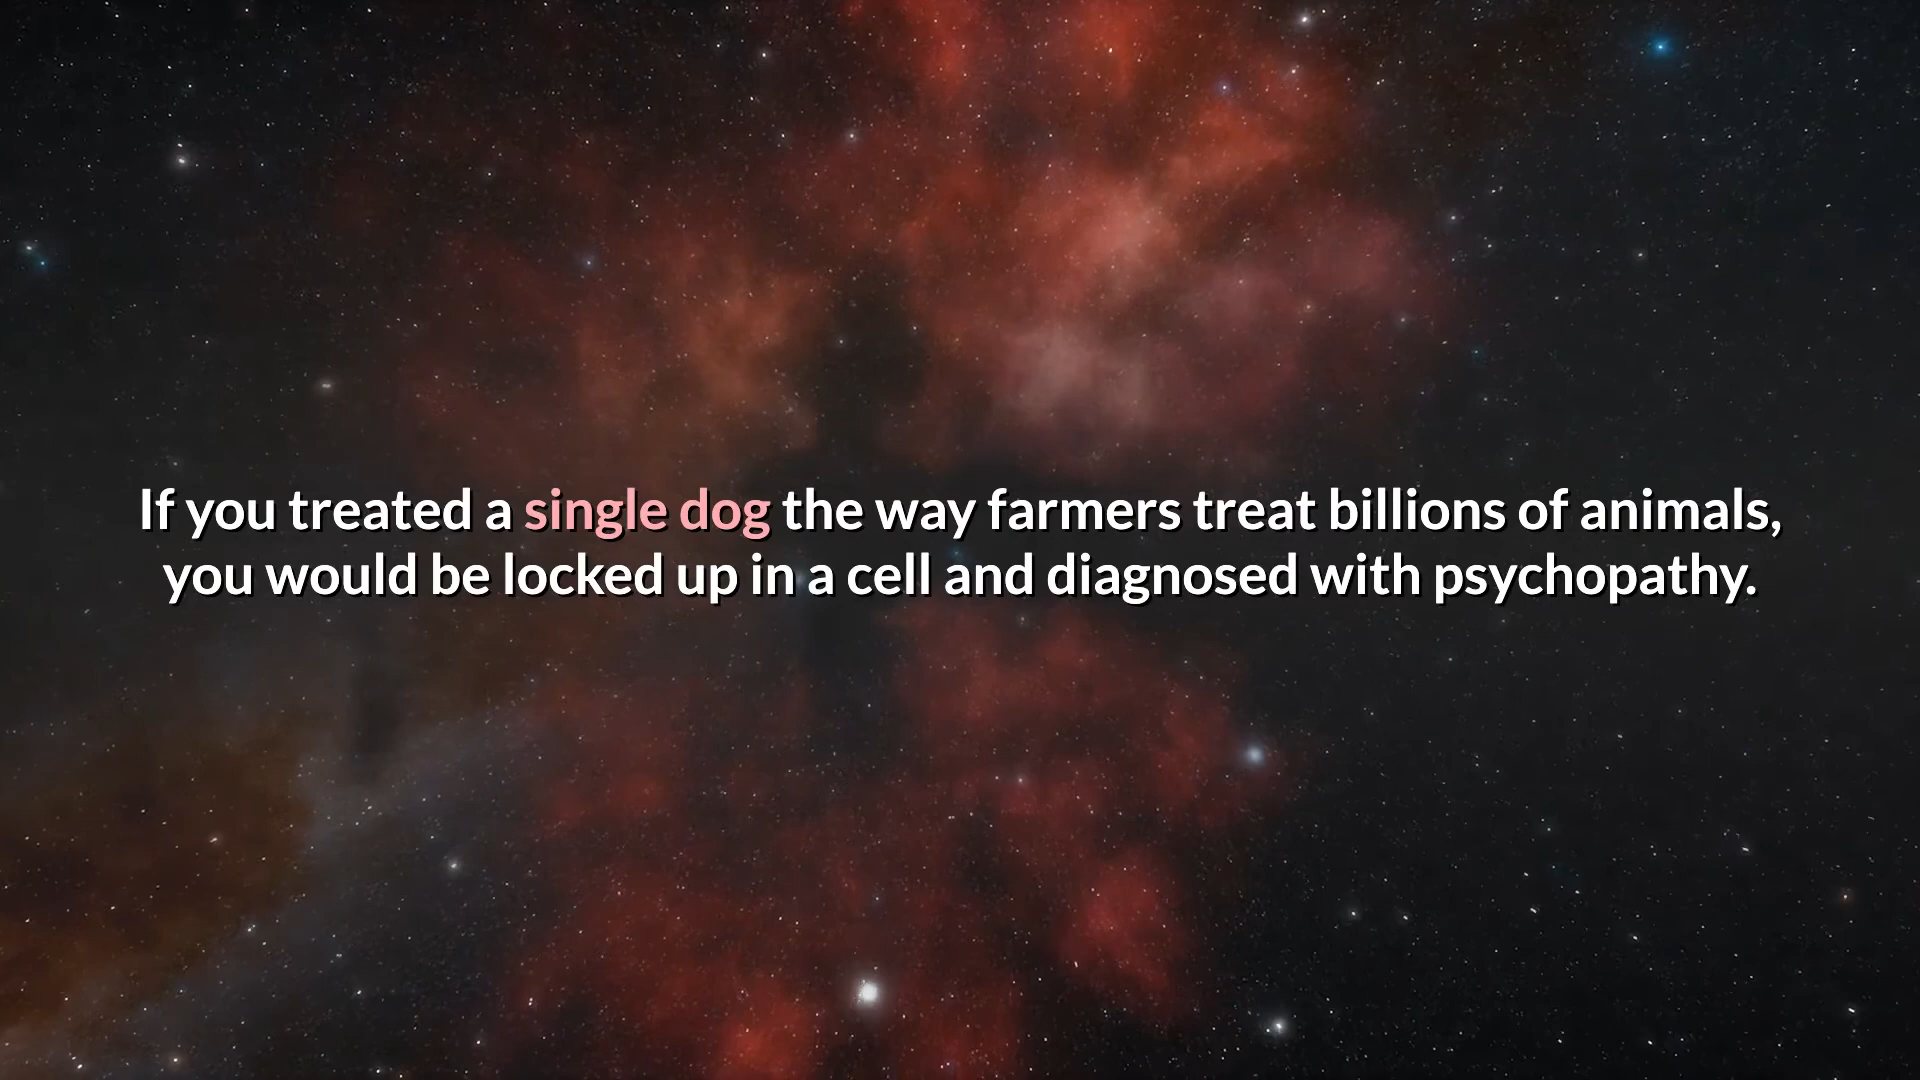 If you treated a single dog the way farmers treat billions of animals,
you would be locked up in a cell and diagnosed with psychopathy.